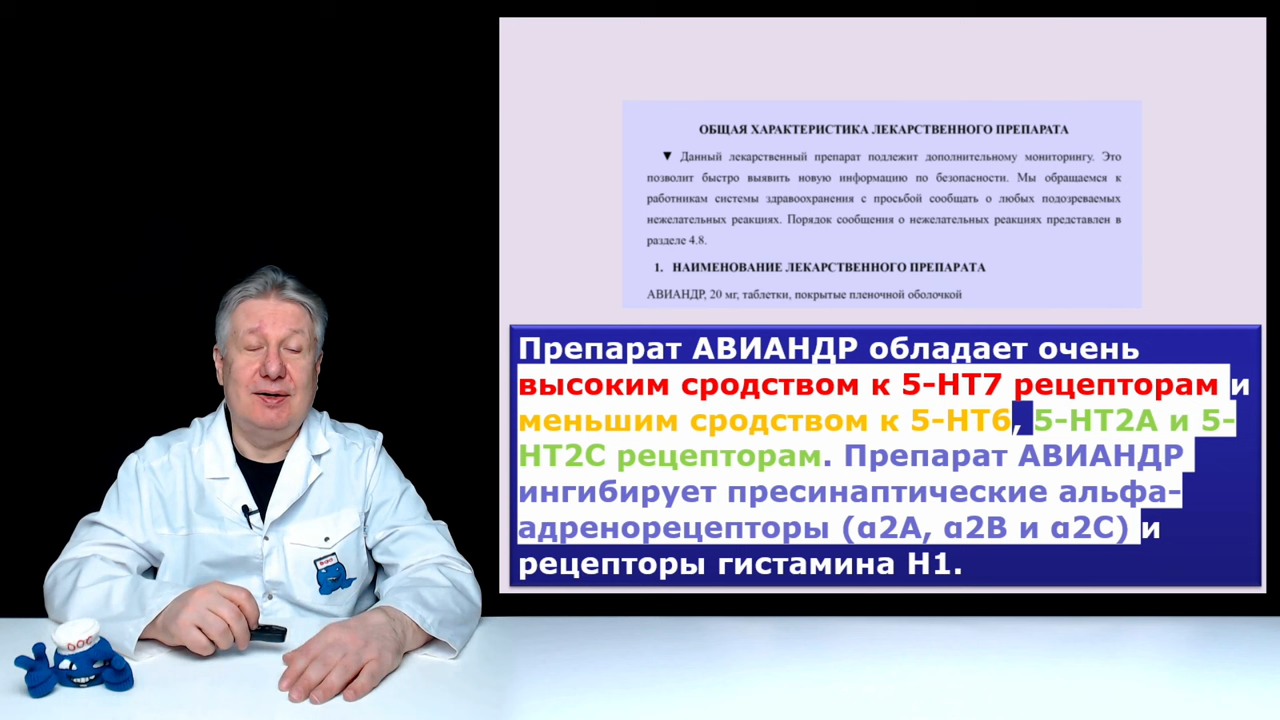 ОБЩАЯ ХАРАКТЕРИСТИКА ЛЕКАРСТВЕННОГО ПРЕПАРАТА
▼ Данный лекарственный препарат подлежит дополнительному мониторингу. Это
позволит быстро выявить новую информацию по безопасности. Мы обращаемся к
работникам системы здравоохранения с просьбой сообщать о любых подозреваемых
нежелательных реакциях. Порядок сообщения о нежелательных реакциях представлен в
разделе 4.8.
1. НАИМЕНОВАНИЕ ЛЕКАРСТВЕННОГО ПРЕПАРАТА
АВИАНДР, 20 мг, таблетки, покрытые пленочной оболочкой
Препарат АВИАНДР обладает очень
высоким сродством к 5-НТ7 рецепторам и
меньшим сродством к 5-НТ6, 5-НТ2А и 5-
НТ2С рецепторам. Препарат АВИАНДР
ингибирует пресинаптические альфа-
адренорецепторы (α2А, α2В и α2С) и
рецепторы гистамина Н1.
DOC